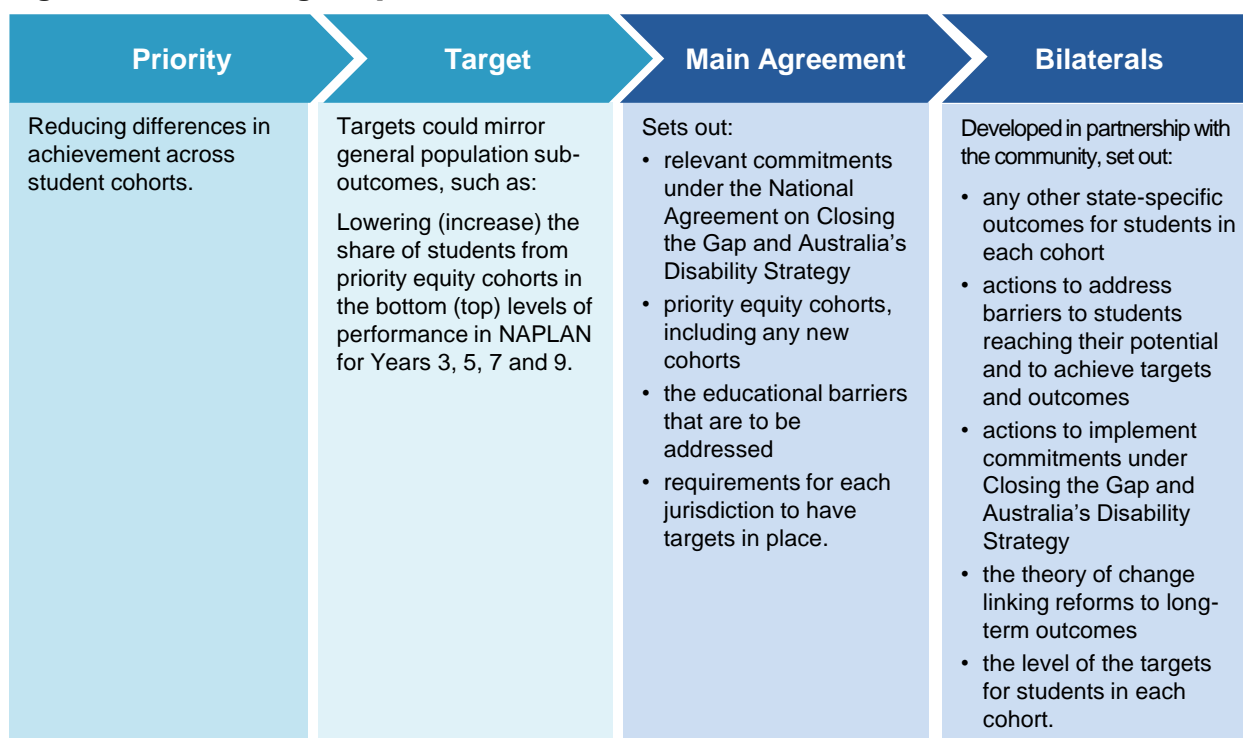 Priority
Target
Main Agreement
Bilaterals
Reducing differences in
achievement across
student cohorts.
Targets could mirror
general population sub-
outcomes, such as:
Lowering (increase) the
share of students from
priority equity cohorts in
the bottom (top) levels of
performance in NAPLAN
for Years 3, 5, 7 and 9.
Sets out:
• relevant commitments
under the National
Agreement on Closing
the Gap and Australia’s
Disability Strategy
• priority equity cohorts,
including any new
cohorts
• the educational barriers
that are to be
addressed
• requirements for each
jurisdiction to have
targets in place.
Developed in partnership with
the community, set out:
• any other state-specific
outcomes for students in
each cohort
• actions to address
barriers to students
reaching their potential
and to achieve targets
and outcomes
• actions to implement
commitments under
Closing the Gap and
Australia’s Disability
Strategy
• the theory of change
linking reforms to long-
term outcomes
• the level of the targets
for students in each
cohort.